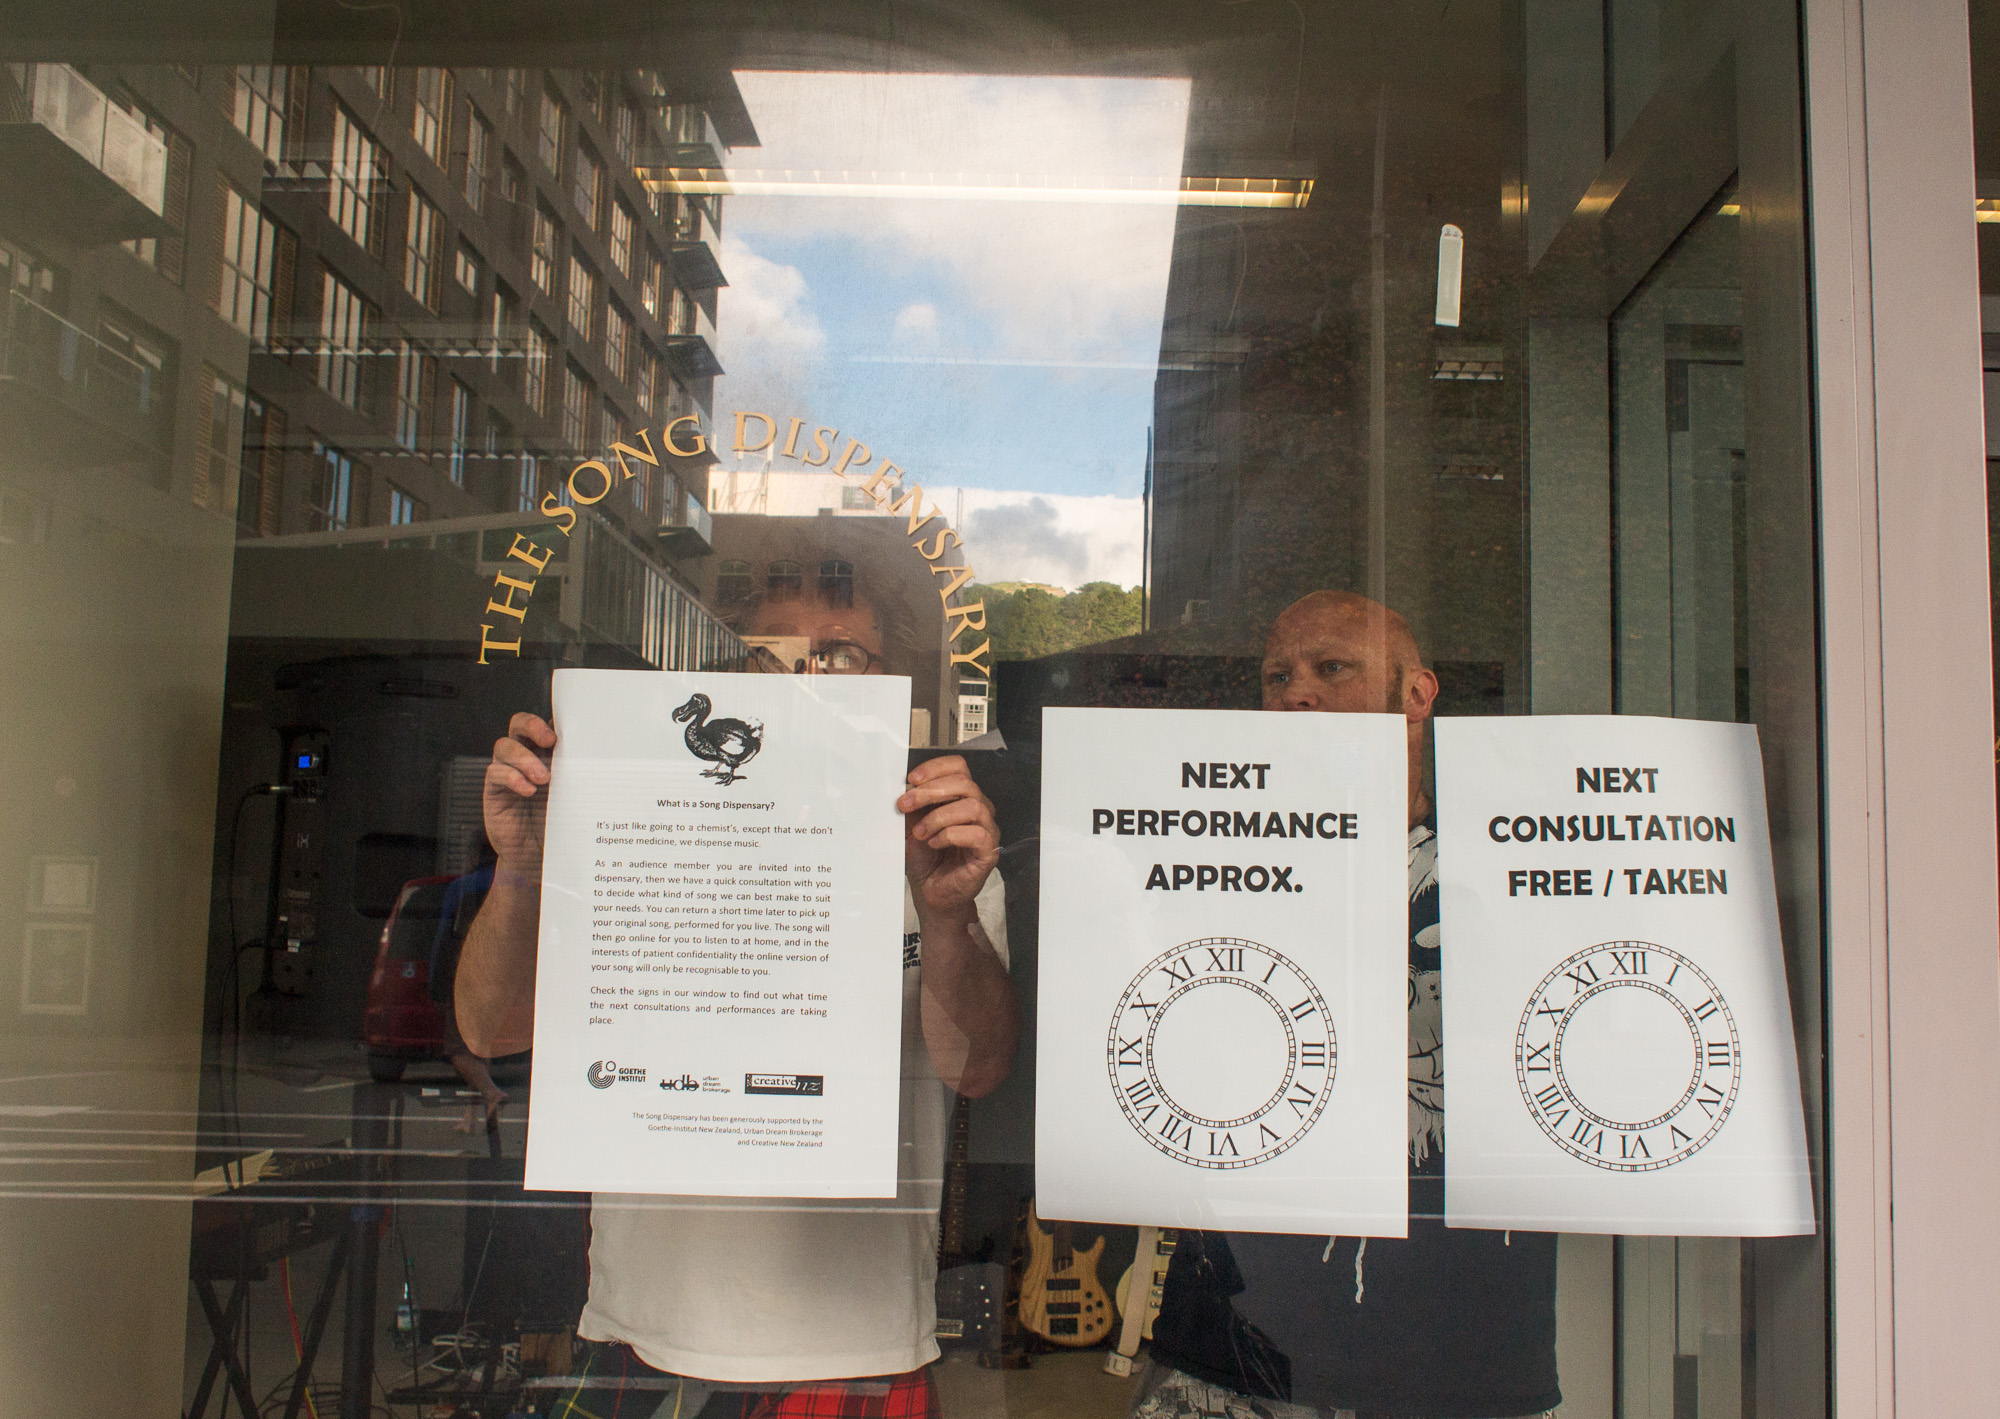 THE SONG DISPENSARY
What is a Song Dispensary?
It's just like going to a chemist's, except that we don't
dispense medicine, we dispense music.
As an audience member you are invited into the
dispensary, then we have a quick consultation with you
to decide what kind of song we can best make to suit
your needs. You can return a short time later to pick up
your original song, performed for you live. The song will
then go online for you to listen to at home, and in the
interests of patient confidentiality the online version of
your song will only be recognisable to you.
Check the signs in our window to find out what time
the next consultations and performances are taking
place.
GOETHE
INSTITUT
udb
urban
dream
brokerage
creative nz
The Song Dispensary has been generously supported by the
Goethe-Institut New Zealand, Urban Dream Brokerage
and Creative New Zealand
NEXT
PERFORMANCE
APPROX.
XII I II III IV V VI VII VIII IX X XI
NEXT
CONSULTATION
FREE / TAKEN
XII I II III IV V VI VII VIII IX X XI